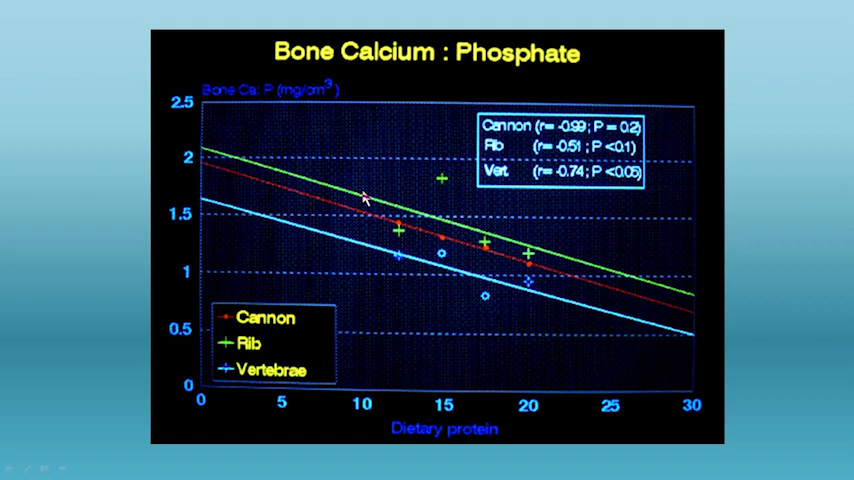 Bone Calcium : Phosphate
Bone Ca: P (mg/cm³)
2.5
2
1.5
1
0.5
0
Cannon (r= -0.99 ; P = 0.2)
Rib (r= -0.51 ; P <0.1)
Vert (r= -0.74 ; P <0.05)
Cannon
Rib
Vertebrae
0 5 10 15 20 25 30
Dietary protein